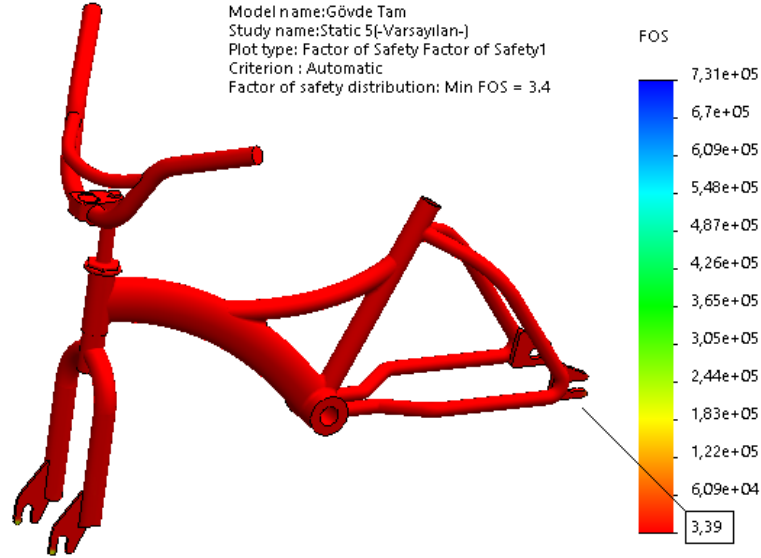 Model name:Gövde Tam
Study name:Static 5(-Varsayılan-)
Plot type: Factor of Safety Factor of Safety1
Criterion : Automatic
Factor of safety distribution: Min FOS = 3.4
FOS
7,31e+05
6,7e+05
6,09e+05
5,48e+05
4,87e+05
4,26e+05
3,65e+05
3,05e+05
2,44e+05
1,83e+05
1,22e+05
6,09e+04
3,39